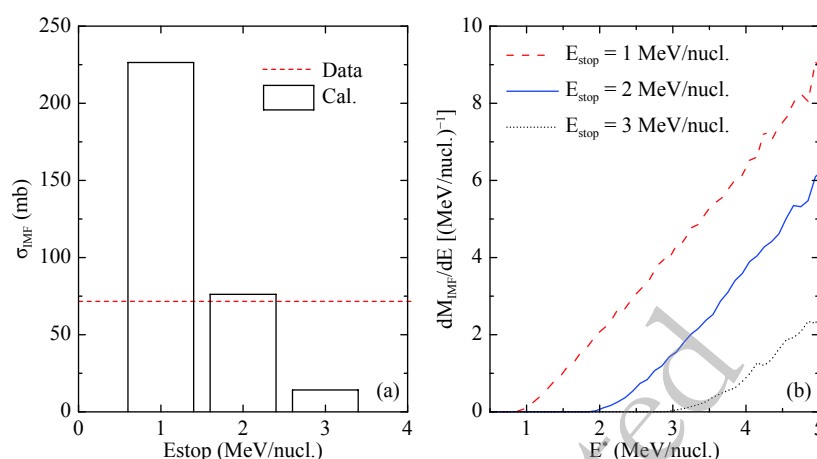 250
200
150
100
50
0
0 1 2 3 4
σIMF (mb)
Estop (MeV/nucl.)
Data
Cal.
(a)
10
8
6
4
2
0
1 2 3 4 5
dMIMF/dE [(MeV/nucl.)⁻¹]
E* (MeV/nucl.)
Estop = 1 MeV/nucl.
Estop = 2 MeV/nucl.
Estop = 3 MeV/nucl.
(b)